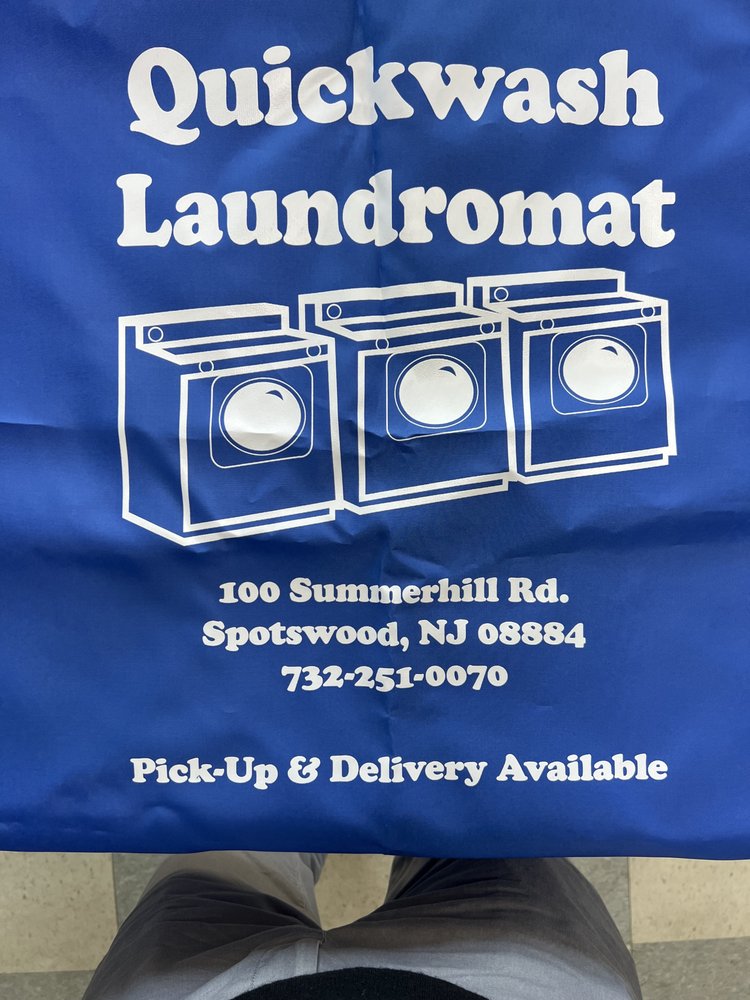 Quickwash
Laundromat
100 Summerhill Rd.
Spotswood, NJ 08884
732-251-0070
Pick-Up & Delivery Available